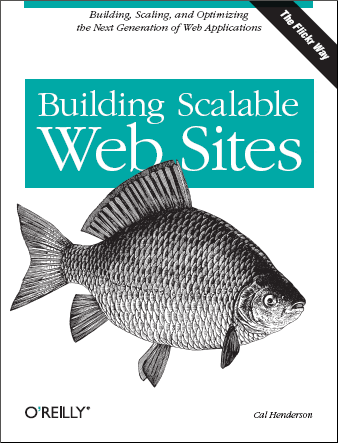 Building, Scaling, and Optimizing
the Next Generation of Web Applications
The Flickr Way
Building Scalable
Web Sites
O'REILLY®
Cal Henderson